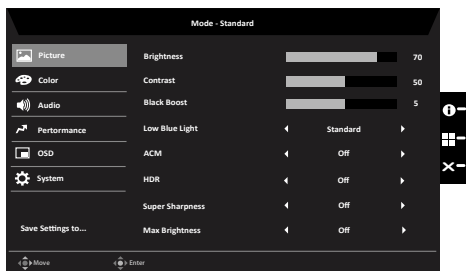 Mode - Standard
Picture
Brightness 70
Color
Contrast 50
Audio
Black Boost 5
Pertormance
Low Blue Light Standard
OSD
ACM Off
System
HDR Off
Super Sharpness Off
Save Settings to...
Max Brightness Off
Move Enter